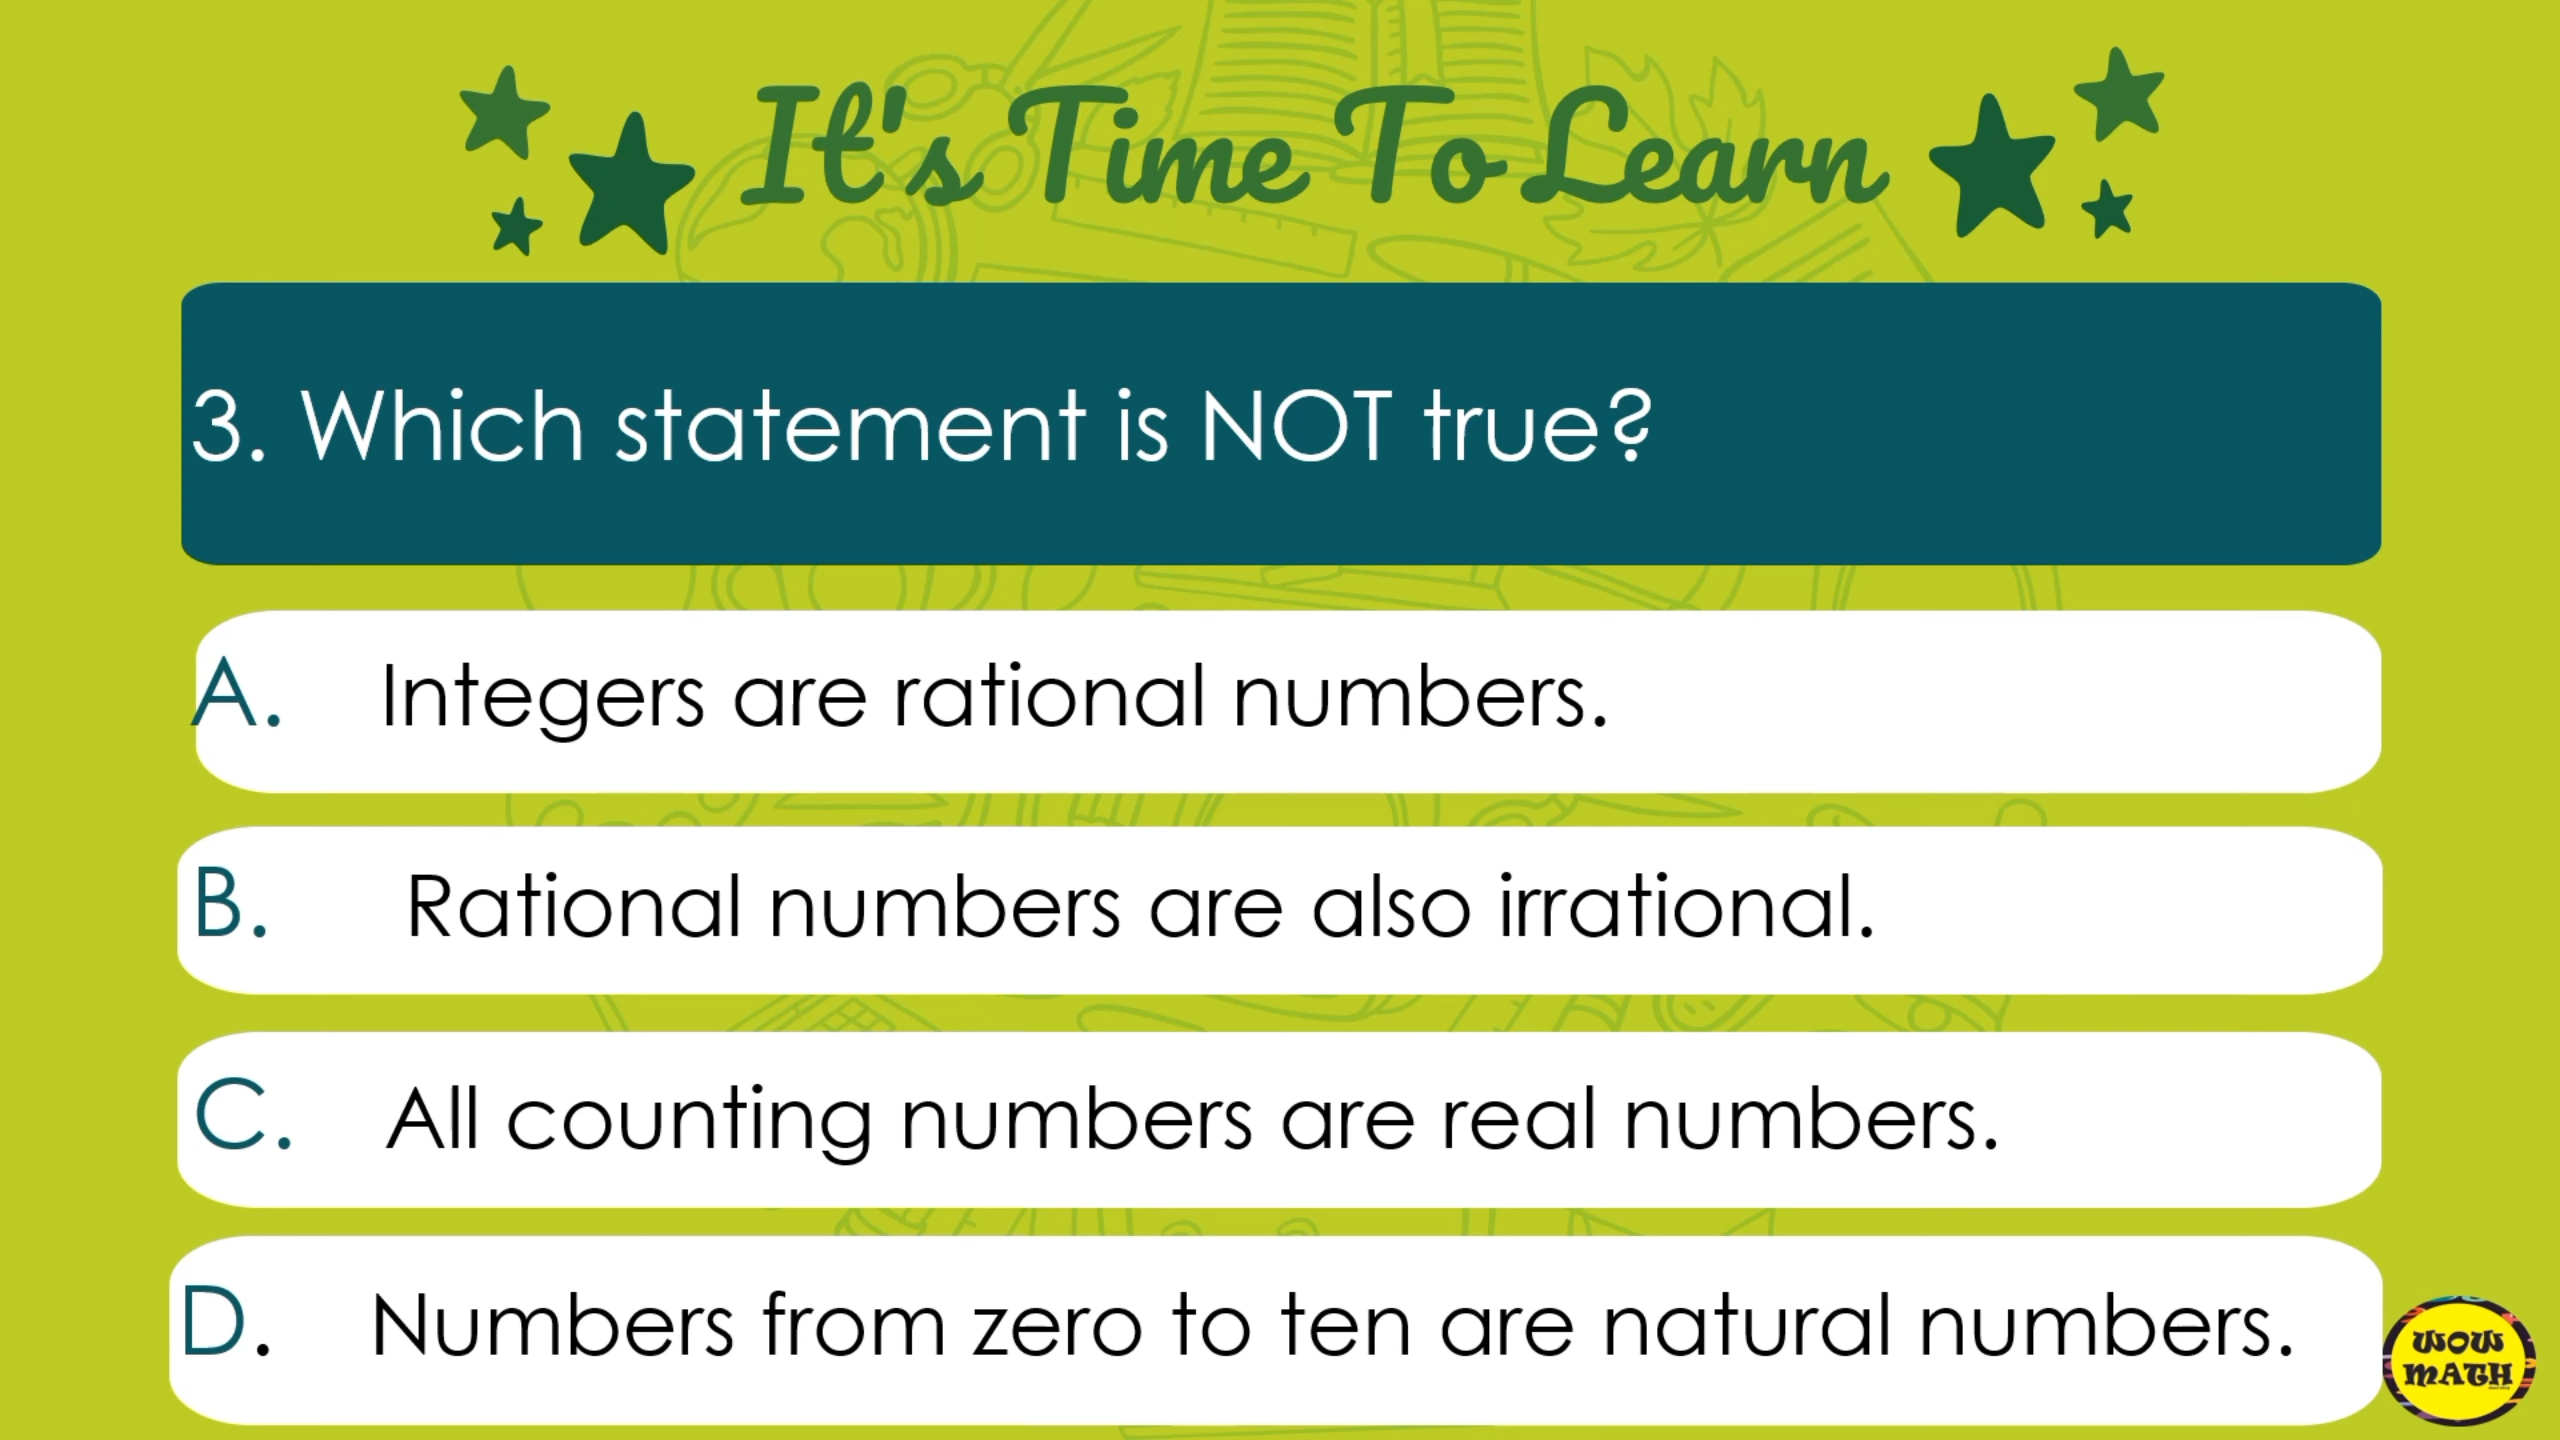 It's Time To Learn
3. Which statement is NOT true?
A. Integers are rational numbers.
B. Rational numbers are also irrational.
C. All counting numbers are real numbers.
D. Numbers from zero to ten are natural numbers.
WOW
MATH